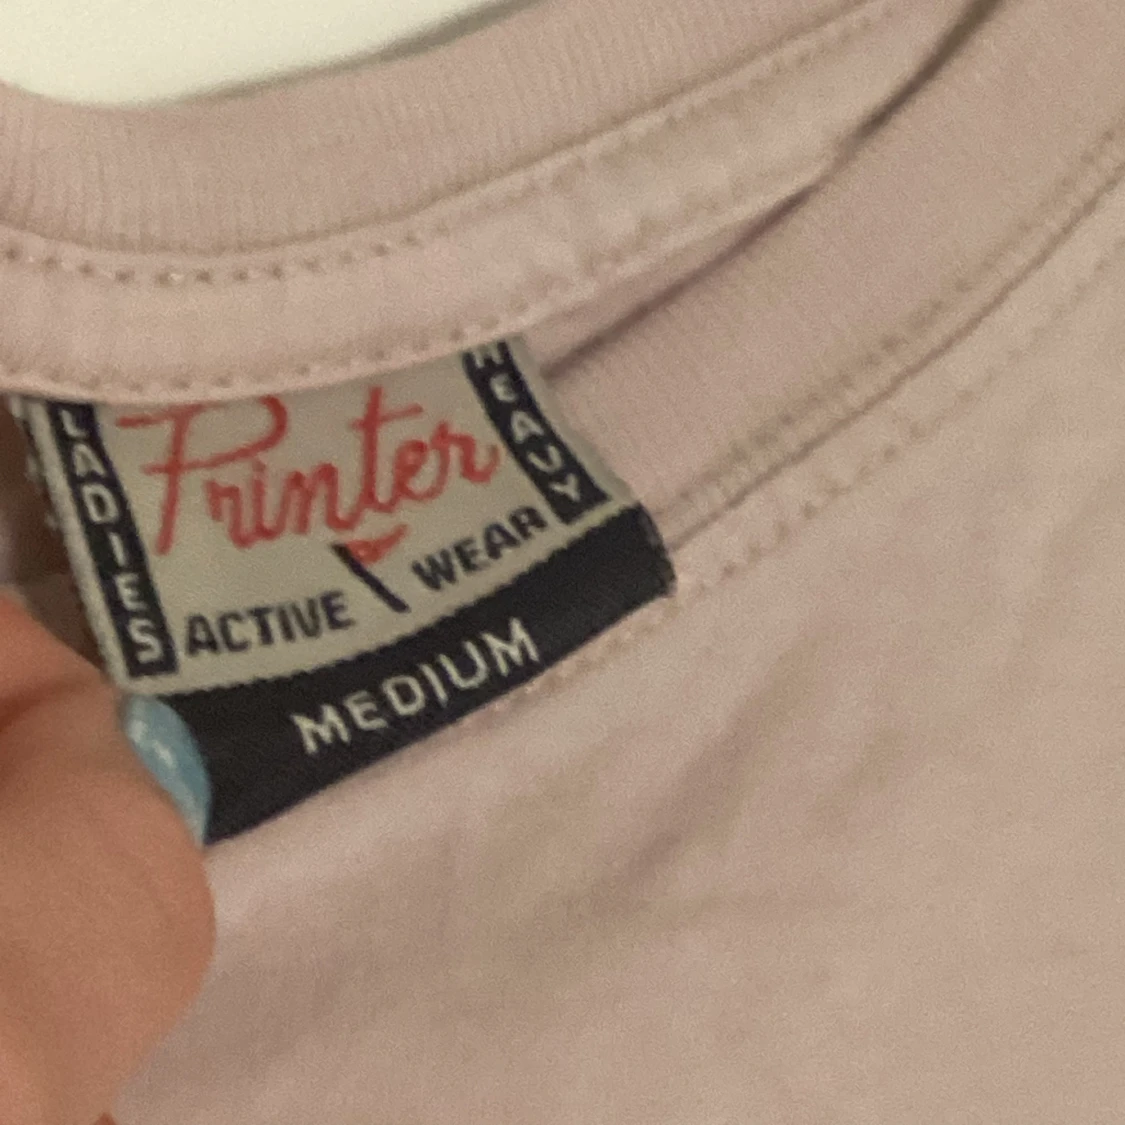 LADIES
Printer
HEAVY
ACTIVE WEAR
MEDIUM